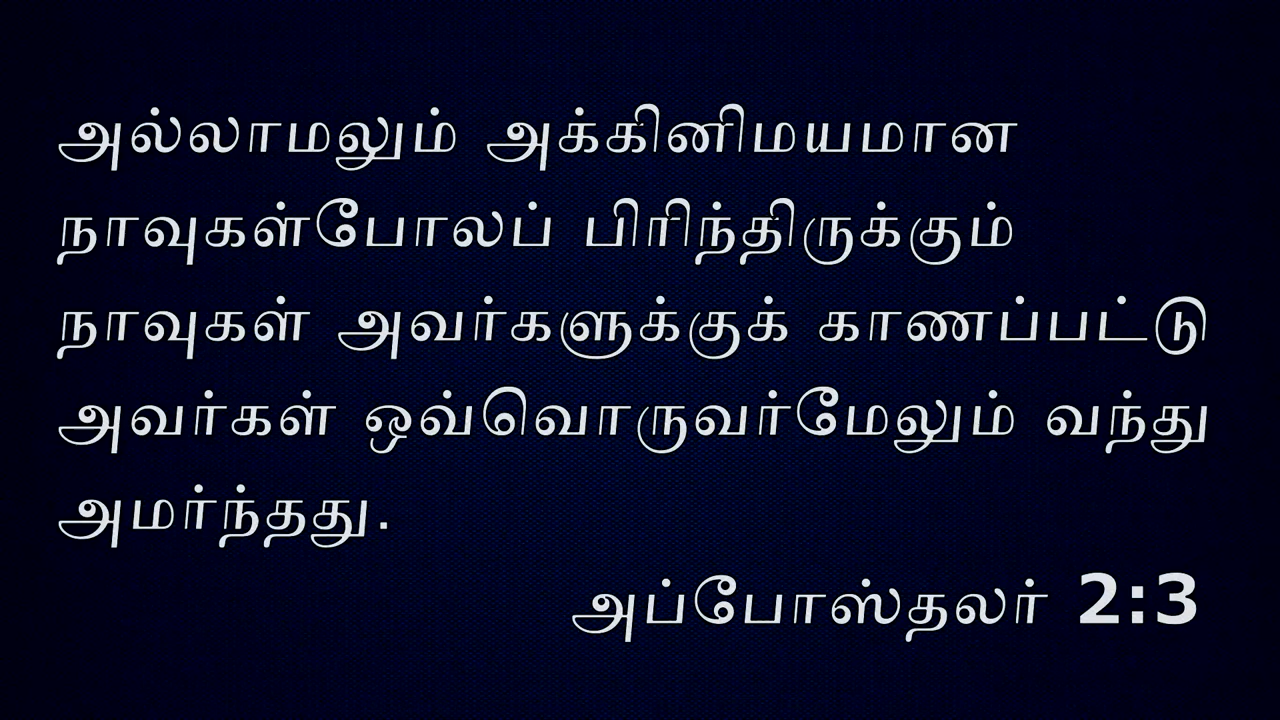 அல்லாமலும் அக்கினிமயமான
நாவுகள்போலப் பிரிந்திருக்கும்
நாவுகள் அவர்களுக்குக் காணப்பட்டு
அவர்கள் ஒவ்வொருவர்மேலும் வந்து
அமர்ந்தது.
அப்போஸ்தலர் 2:3